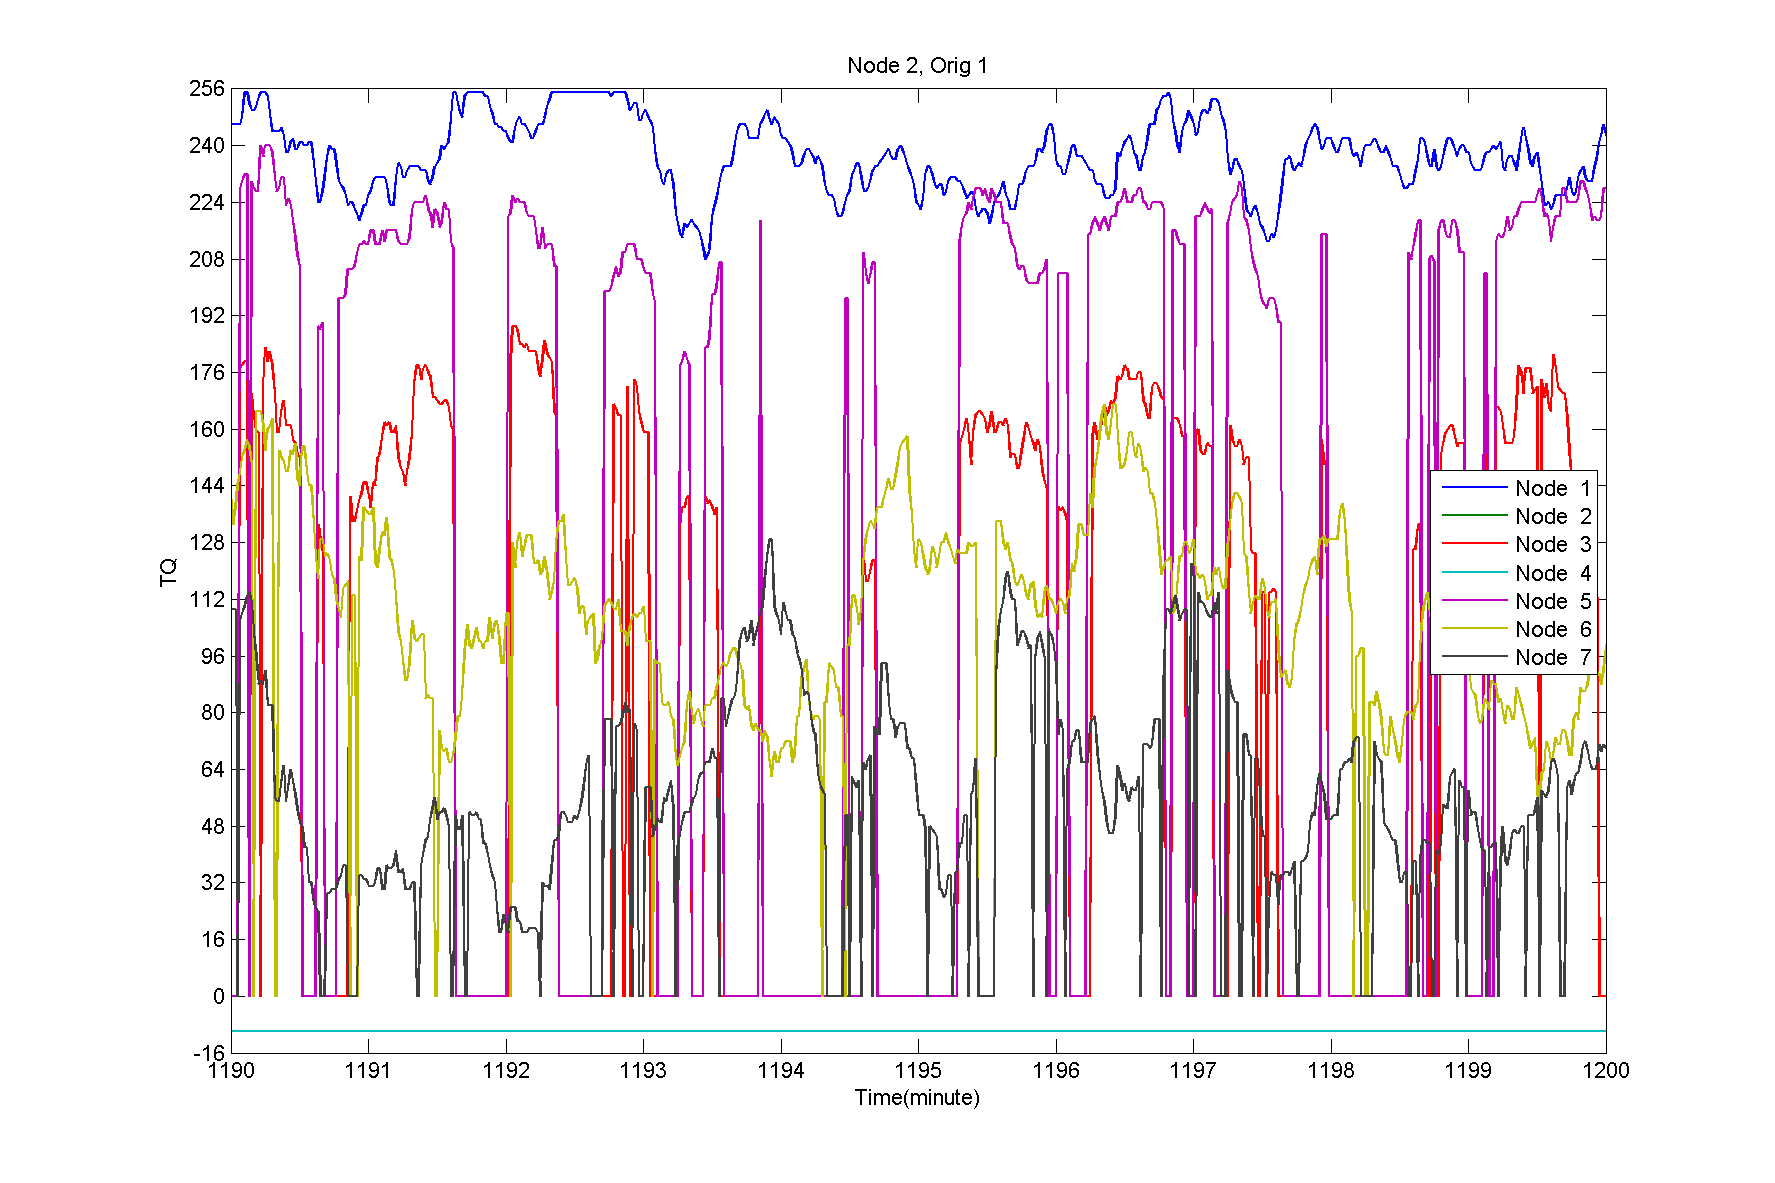 Node 2, Orig 1
256
240
224
208
192
176
160
144
128
112
96
80
64
48
32
16
0
-16
TQ
1190 1191 1192 1193 1194 1195 1196 1197 1198 1199 1200
Time(minute)
Node 1
Node 2
Node 3
Node 4
Node 5
Node 6
Node 7